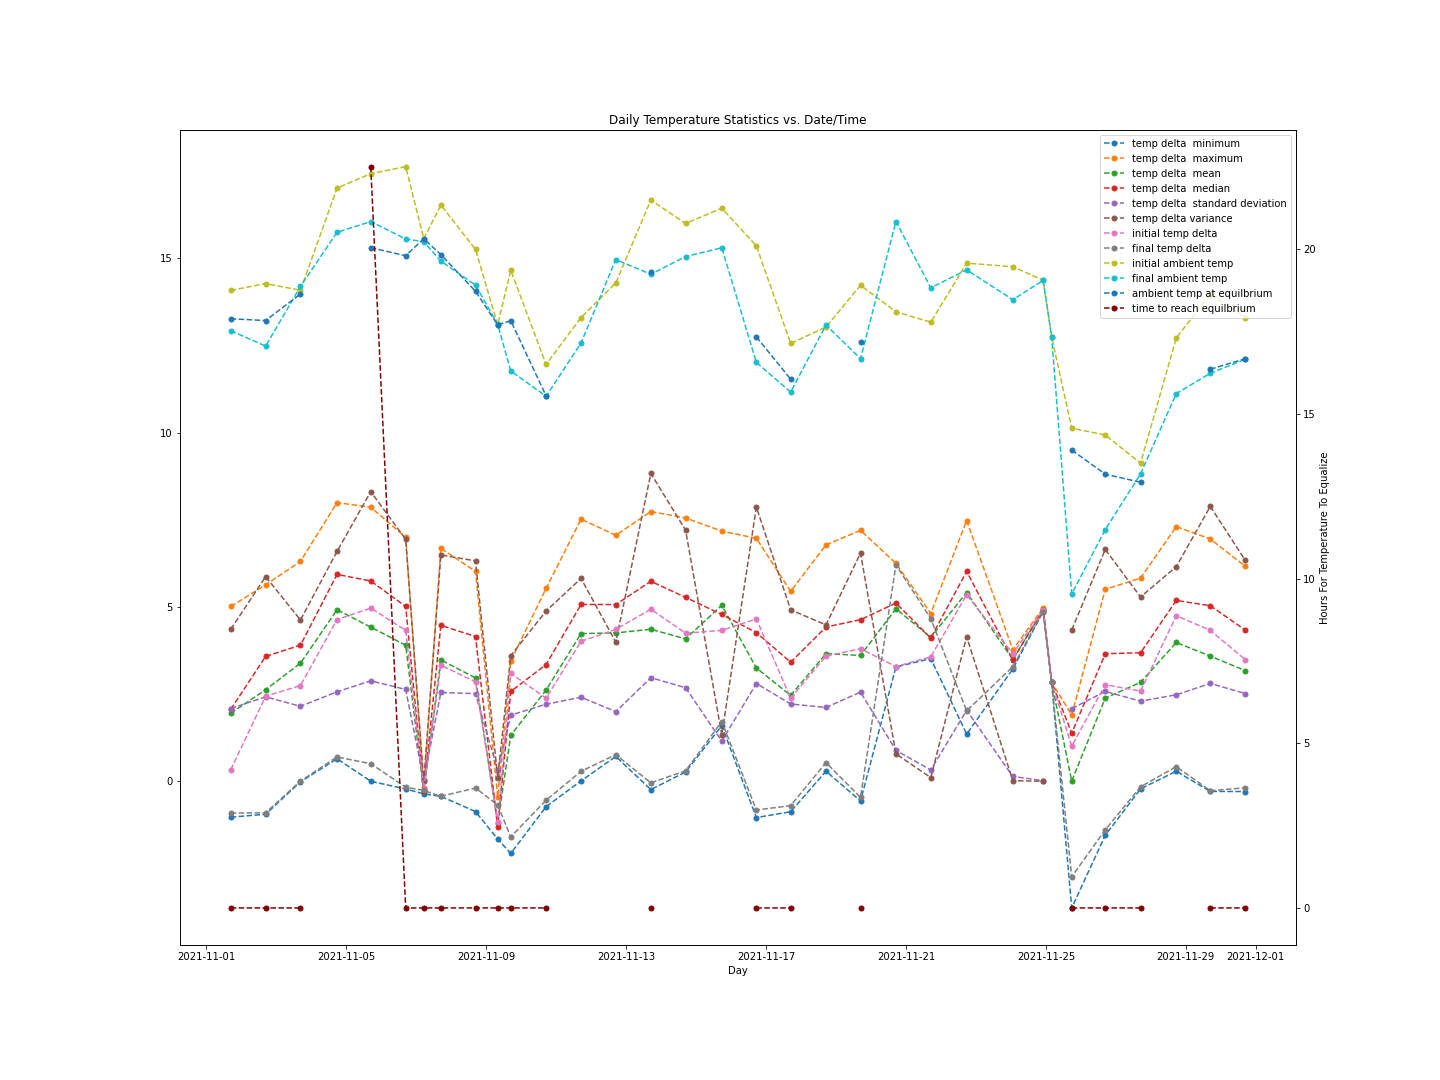 Daily Temperature Statistics vs. Date/Time
temp delta  minimum
temp delta  maximum
temp delta  mean
temp delta  median
temp delta  standard deviation
temp delta variance
initial temp delta
final temp delta
initial ambient temp
final ambient temp
ambient temp at equilbrium
time to reach equilbrium
15
10
5
0
20
15
10
5
0
Hours For Temperature To Equalize
2021-11-01
2021-11-05
2021-11-09
2021-11-13
2021-11-17
2021-11-21
2021-11-25
2021-11-29
2021-12-01
Day